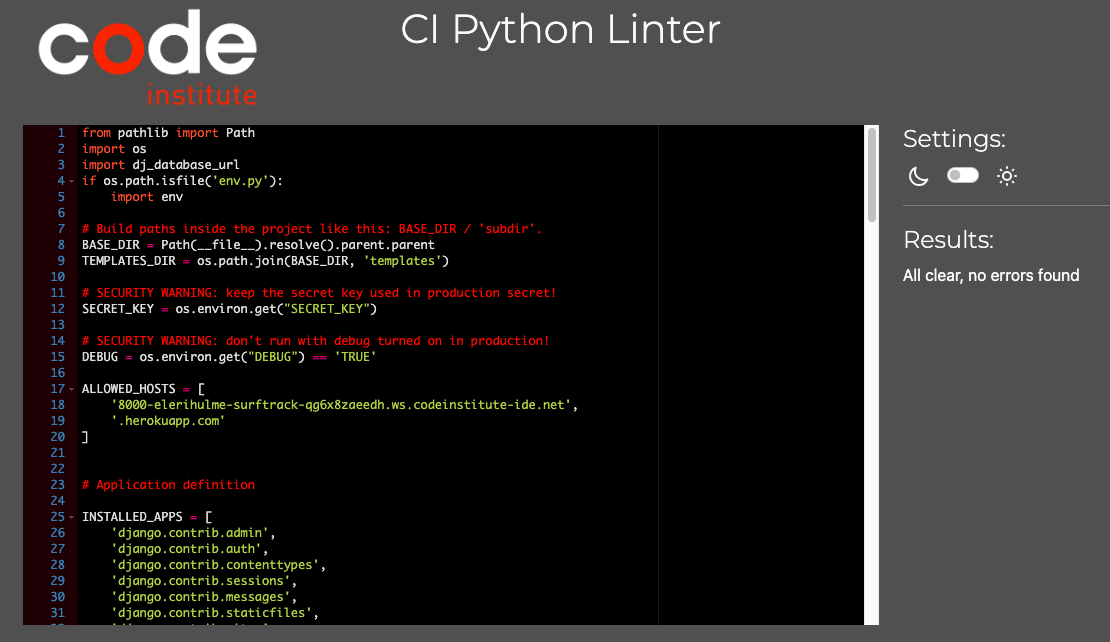 code
institute
CI Python Linter
1 from pathlib import Path
2 import os
3 import dj_database_url
4 if os.path.isfile('env.py'):
5     import env
6
7 # Build paths inside the project like this: BASE_DIR / 'subdir'.
8 BASE_DIR = Path(__file__).resolve().parent.parent
9 TEMPLATES_DIR = os.path.join(BASE_DIR, 'templates')
10
11 # SECURITY WARNING: keep the secret key used in production secret!
12 SECRET_KEY = os.environ.get("SECRET_KEY")
13
14 # SECURITY WARNING: don't run with debug turned on in production!
15 DEBUG = os.environ.get("DEBUG") == 'TRUE'
16
17 ALLOWED_HOSTS = [
18     '8000-elerihulme-surftrack-qg6x8zaeedh.ws.codeinstitute-ide.net',
19     '.herokuapp.com'
20 ]
21
22
23 # Application definition
24
25 INSTALLED_APPS = [
26     'django.contrib.admin',
27     'django.contrib.auth',
28     'django.contrib.contenttypes',
29     'django.contrib.sessions',
30     'django.contrib.messages',
31     'django.contrib.staticfiles',
Settings:
Results:
All clear, no errors found